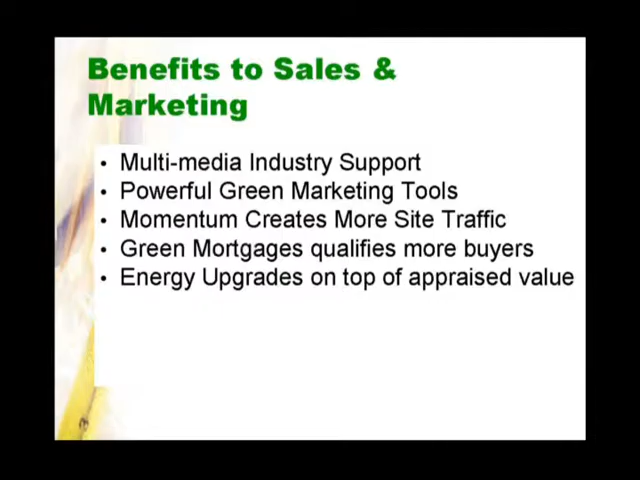 Benefits to Sales &
Marketing
• Multi-media Industry Support
• Powerful Green Marketing Tools
• Momentum Creates More Site Traffic
• Green Mortgages qualifies more buyers
• Energy Upgrades on top of appraised value